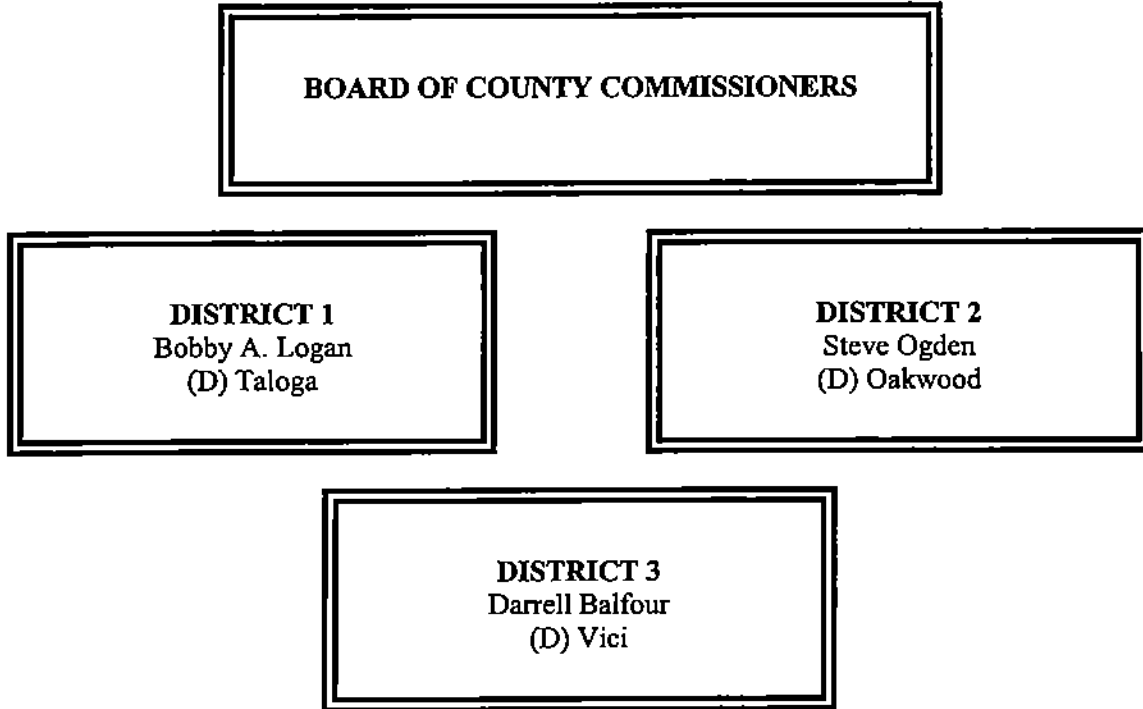 BOARD OF COUNTY COMMISSIONERS
DISTRICT 1
Bobby A. Logan
(D) Taloga
DISTRICT 2
Steve Ogden
(D) Oakwood
DISTRICT 3
Darrell Balfour
(D) Vici